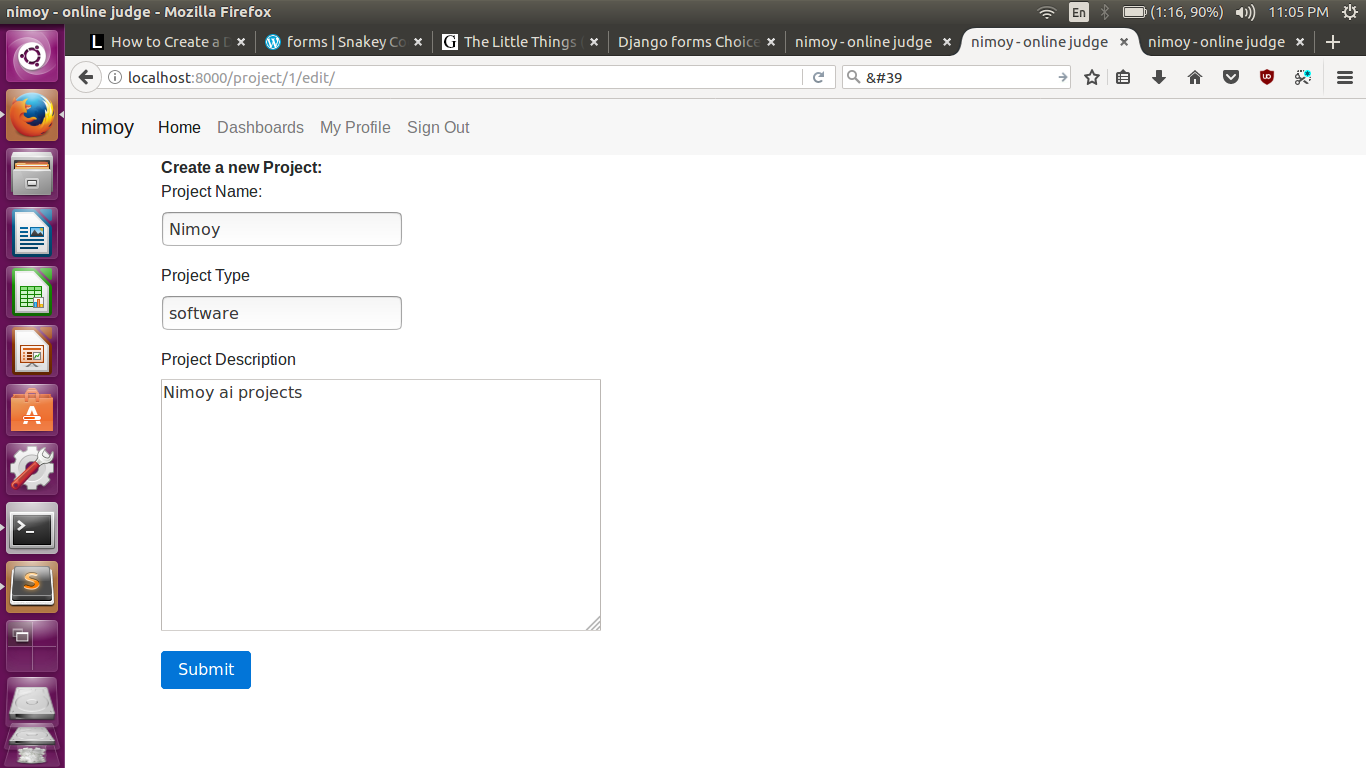 nimoy - online judge - Mozilla Firefox
En (1:16, 90%) 11:05 PM
L How to Create a D forms | Snakey Co G The Little Things ( Django forms Choice nimoy - online judge nimoy - online judge nimoy - online judge
localhost:8000/project/1/edit/ &#39
nimoy Home Dashboards My Profile Sign Out
Create a new Project:
Project Name:
Nimoy
Project Type
software
Project Description
Nimoy ai projects
Submit